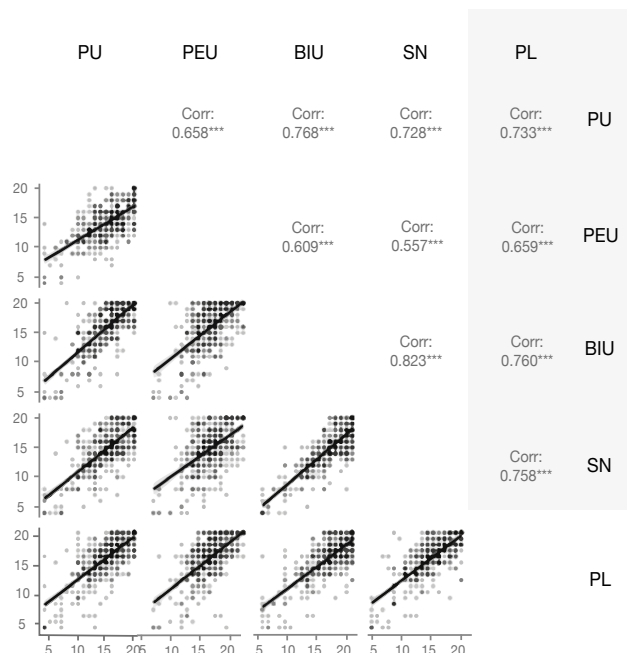 PU PEU BIU SN PL
Corr: Corr: Corr: Corr:
0.658*** 0.768*** 0.728*** 0.733*** PU
20
15
10
5
Corr: Corr: Corr:
0.609*** 0.557*** 0.659*** PEU
20
15
10
5
Corr: Corr:
0.823*** 0.760*** BIU
20
15
10
5
Corr:
0.758*** SN
20
15
10
5
PL
5 10 15 20 5 10 15 20 5 10 15 20 5 10 15 20